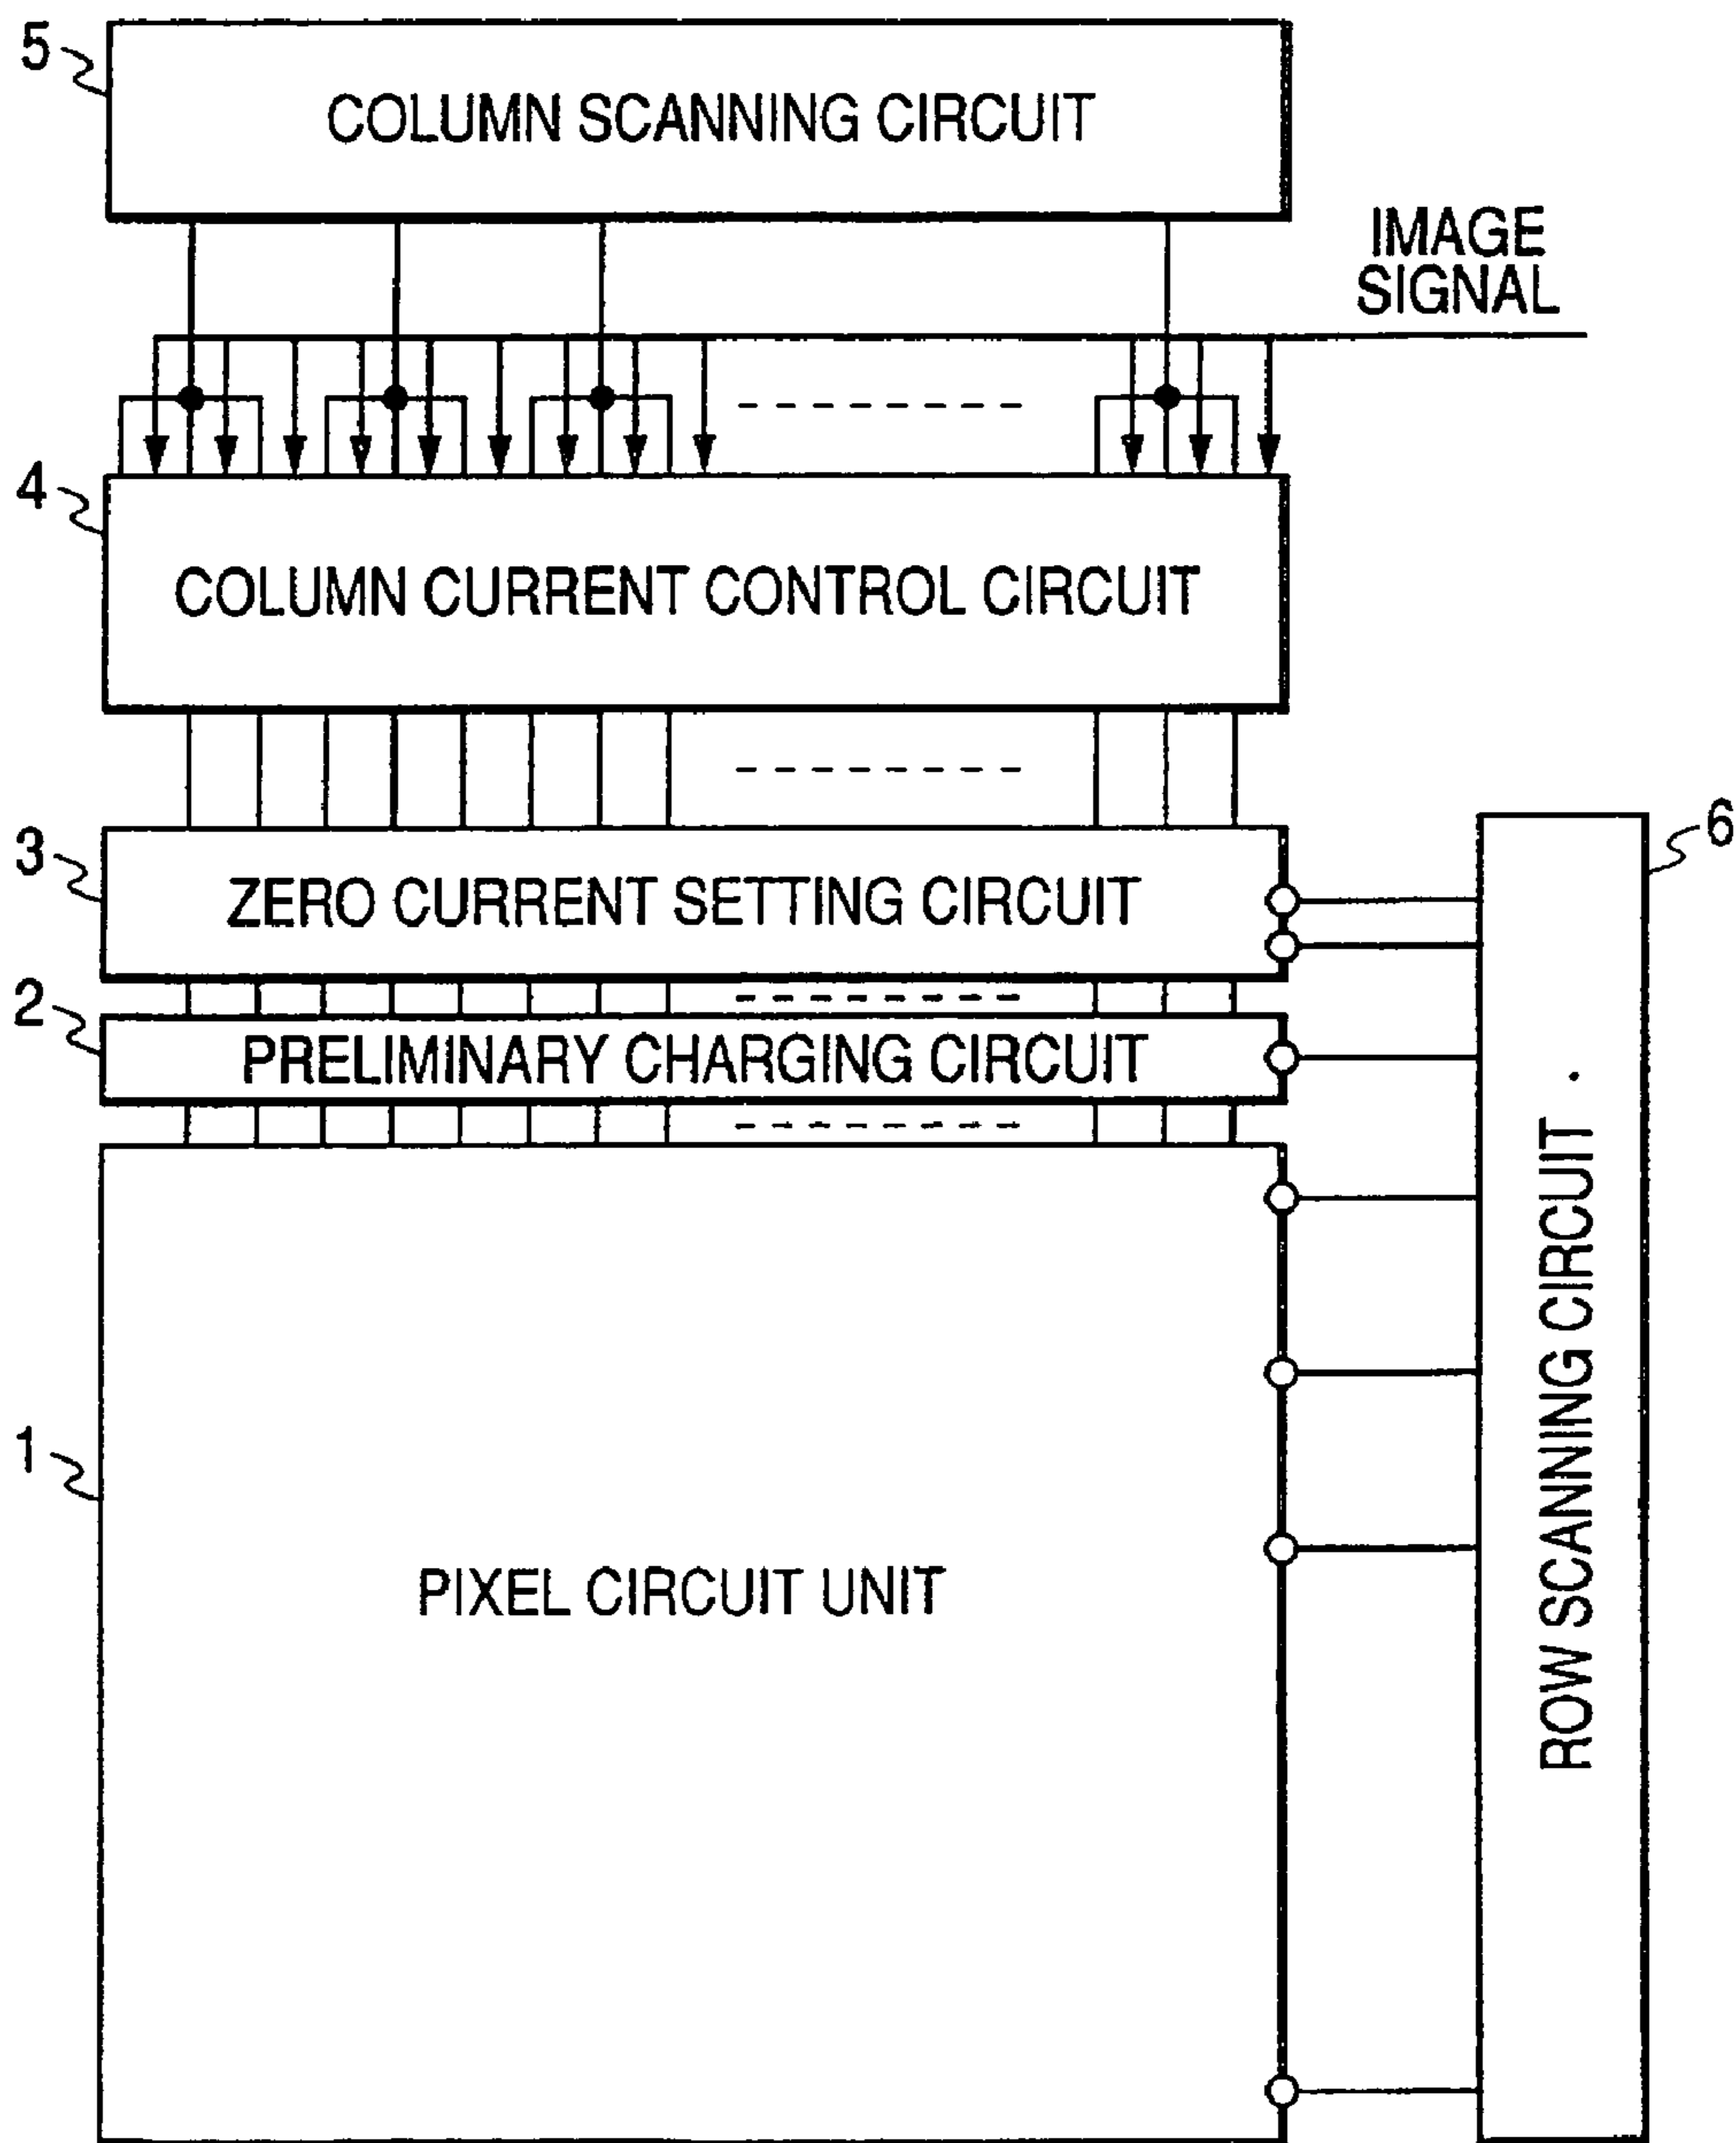 5
COLUMN SCANNING CIRCUIT
IMAGE
SIGNAL
4
COLUMN CURRENT CONTROL CIRCUIT
3
ZERO CURRENT SETTING CIRCUIT
6
2
PRELIMINARY CHARGING CIRCUIT
ROW SCANNING CIRCUIT
1
PIXEL CIRCUIT UNIT